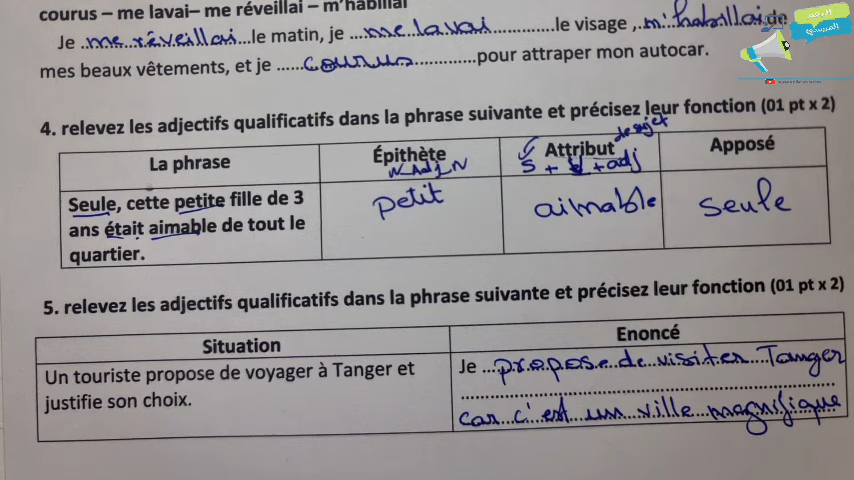 courus – me lavai– me réveillai – m'habillai
Je me réveillai le matin, je me lavai le visage, m'habillai de
mes beaux vêtements, et je courus pour attraper mon autocar.
4. relevez les adjectifs qualificatifs dans la phrase suivante et précisez leur fonction (01 pt x 2)
La phrase Épithète Attribut de sujet Apposé
N Adj N S + V + adj
Seule, cette petite fille de 3 petit aimable seule
ans était aimable de tout le
quartier.
5. relevez les adjectifs qualificatifs dans la phrase suivante et précisez leur fonction (01 pt x 2)
Situation Enoncé
Un touriste propose de voyager à Tanger et Je propose de visiter Tanger
justifie son choix. car c'est un ville magnifique